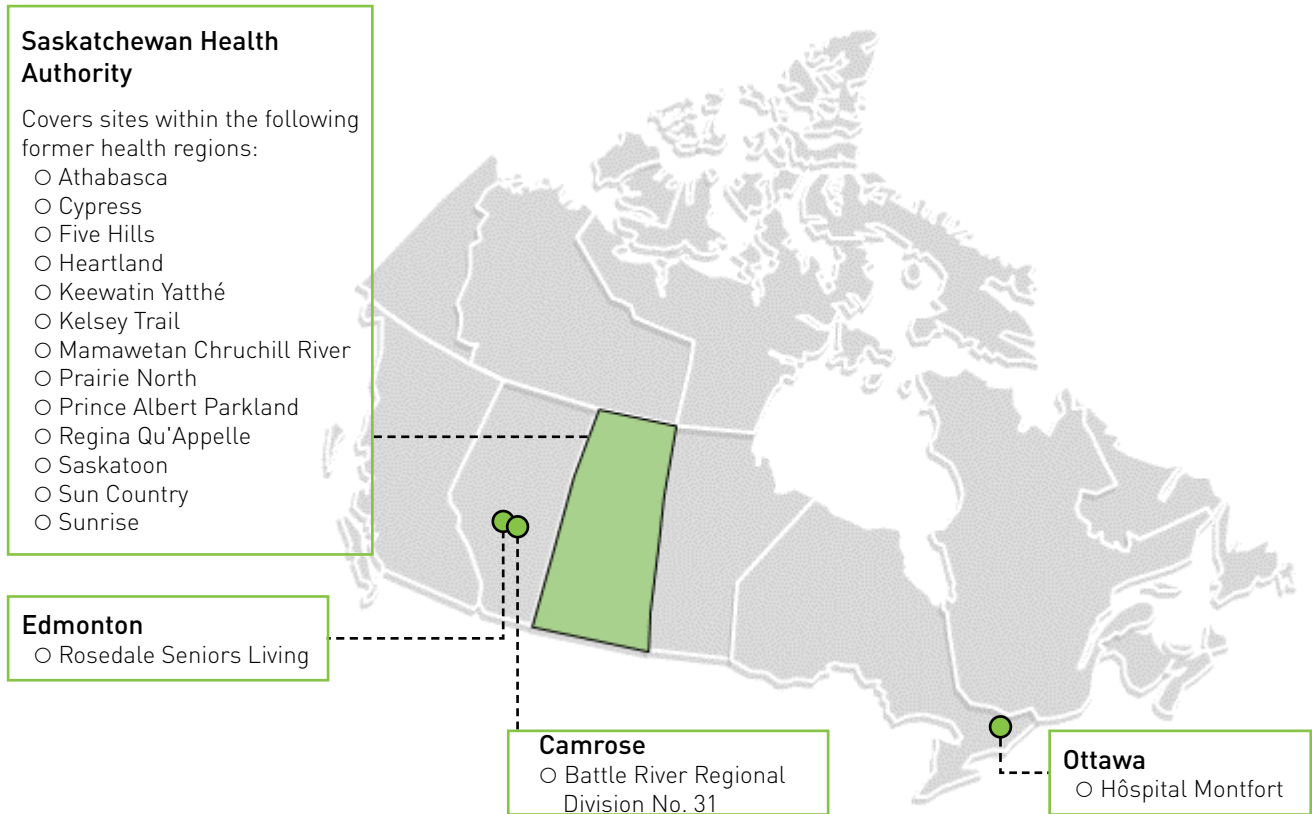 Saskatchewan Health
Authority
Covers sites within the following
former health regions:
○ Athabasca
○ Cypress
○ Five Hills
○ Heartland
○ Keewatin Yatthé
○ Kelsey Trail
○ Mamawetan Chruchill River
○ Prairie North
○ Prince Albert Parkland
○ Regina Qu'Appelle
○ Saskatoon
○ Sun Country
○ Sunrise
Edmonton
○ Rosedale Seniors Living
Camrose
○ Battle River Regional
Division No. 31
Ottawa
○ Hôspital Montfort